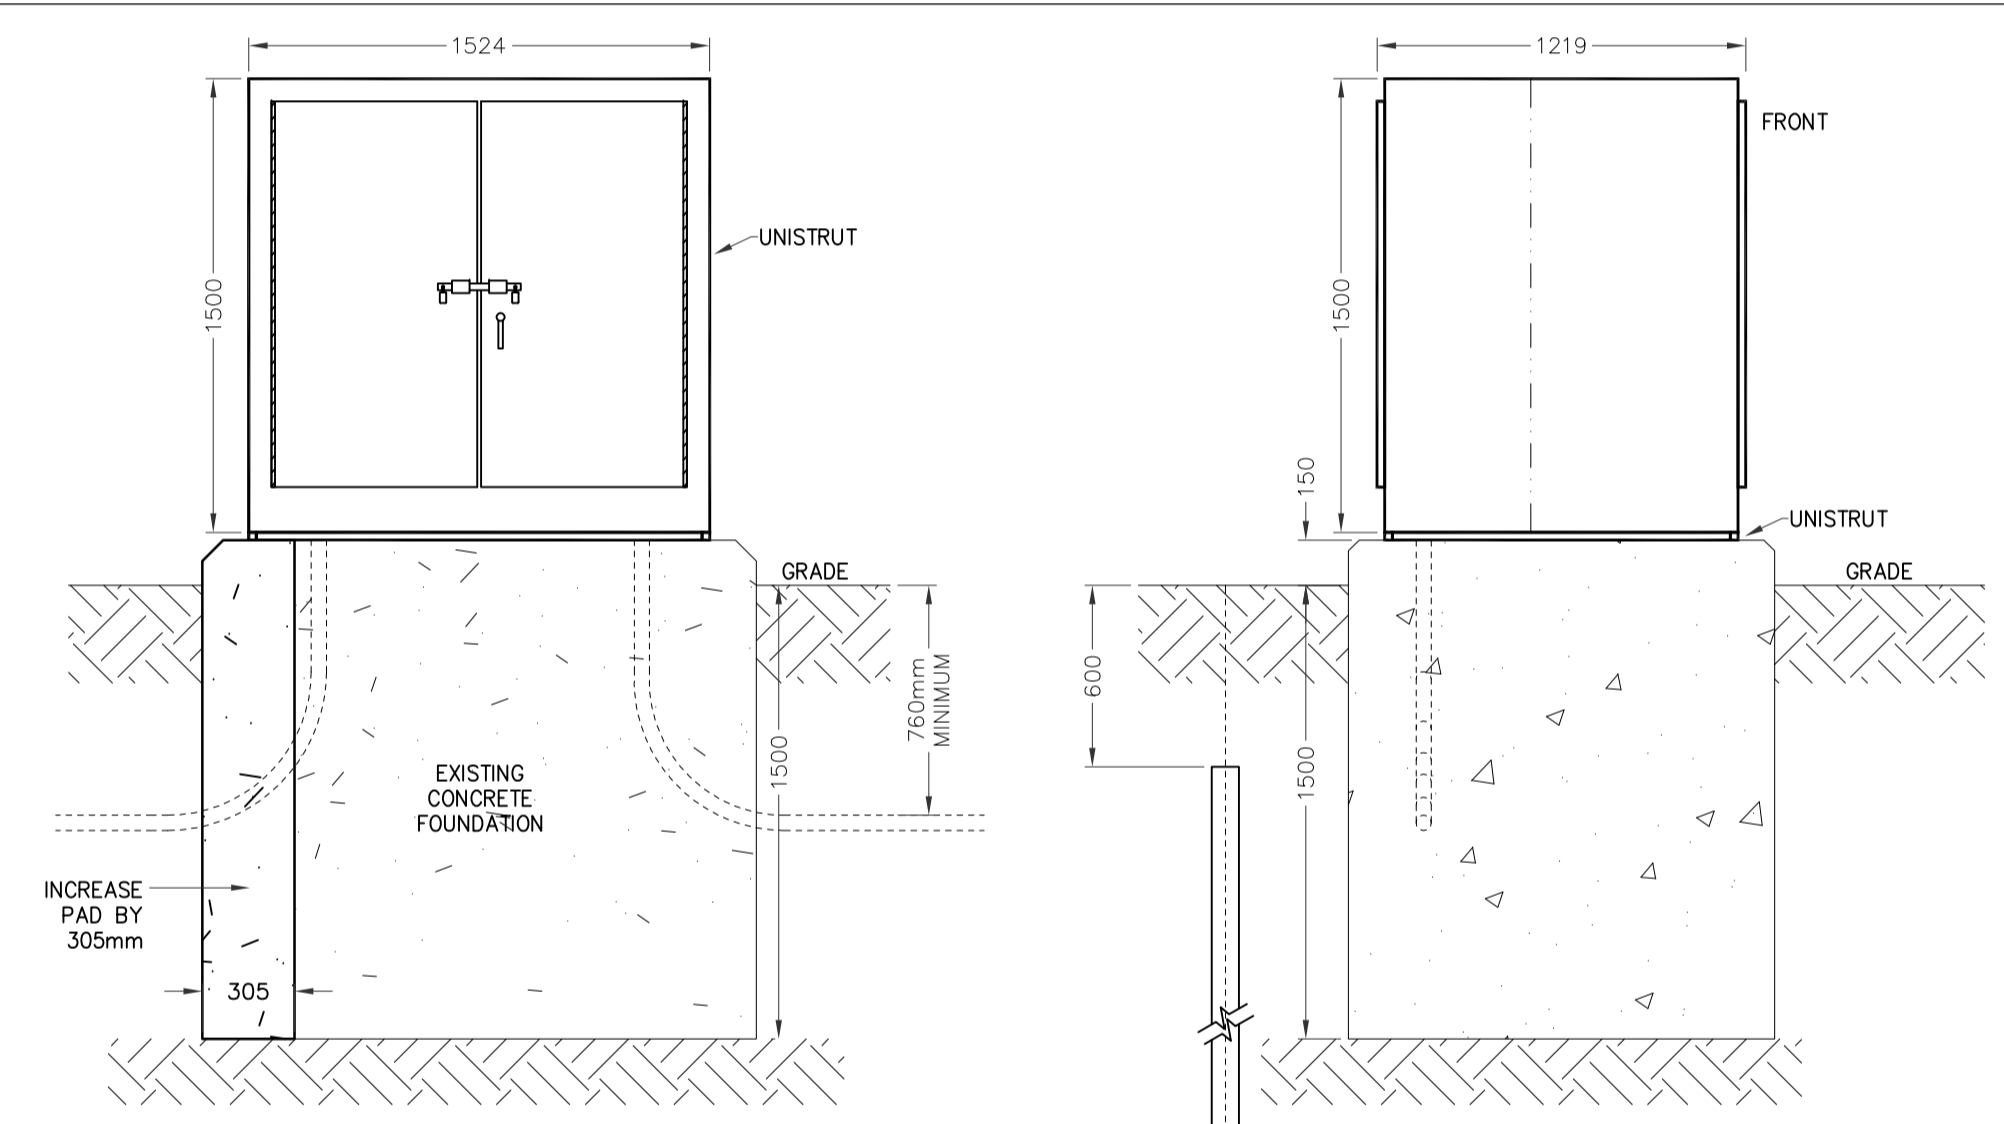 1524
1219
FRONT
UNISTRUT
1500
1500
150
UNISTRUT
GRADE
GRADE
760mm
MINIMUM
600
1500
1500
EXISTING
CONCRETE
FOUNDATION
INCREASE
PAD BY
305mm
305